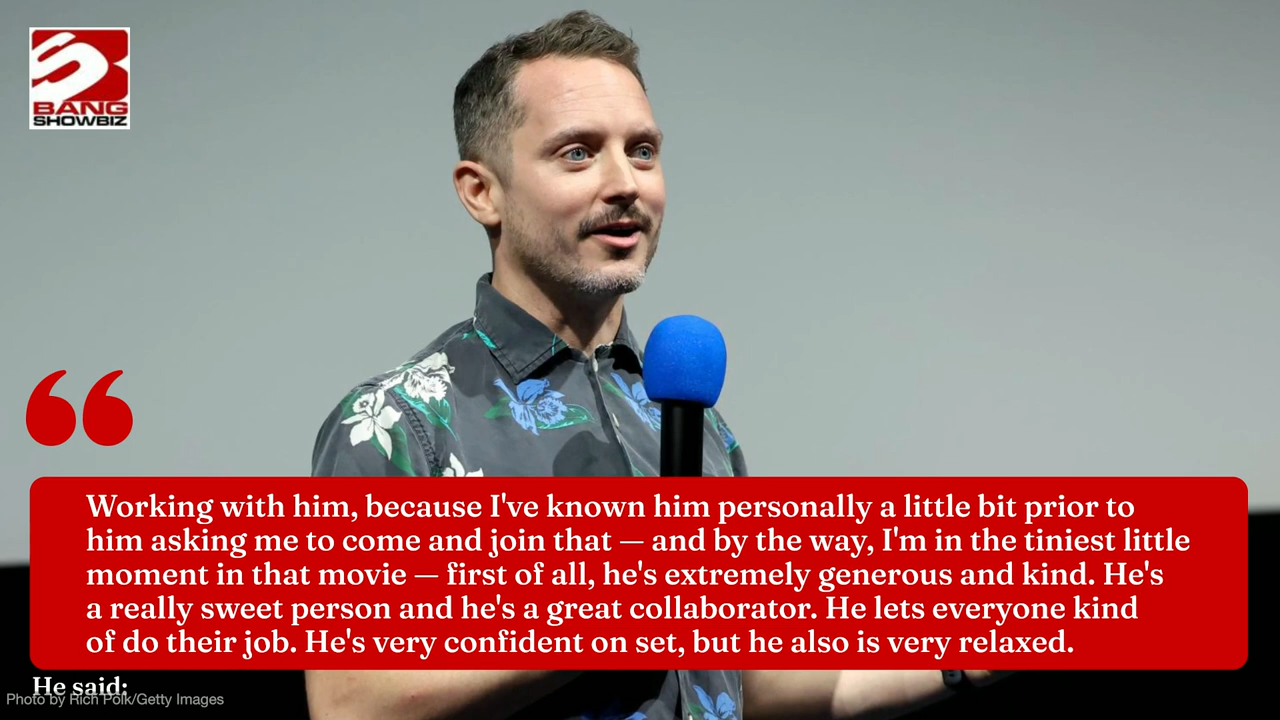 BANG
SHOWBIZ
Working with him, because I've known him personally a little bit prior to
him asking me to come and join that — and by the way, I'm in the tiniest little
moment in that movie — first of all, he's extremely generous and kind. He's
a really sweet person and he's a great collaborator. He lets everyone kind
of do their job. He's very confident on set, but he also is very relaxed.
He said:
Photo by Rich Polk/Getty Images